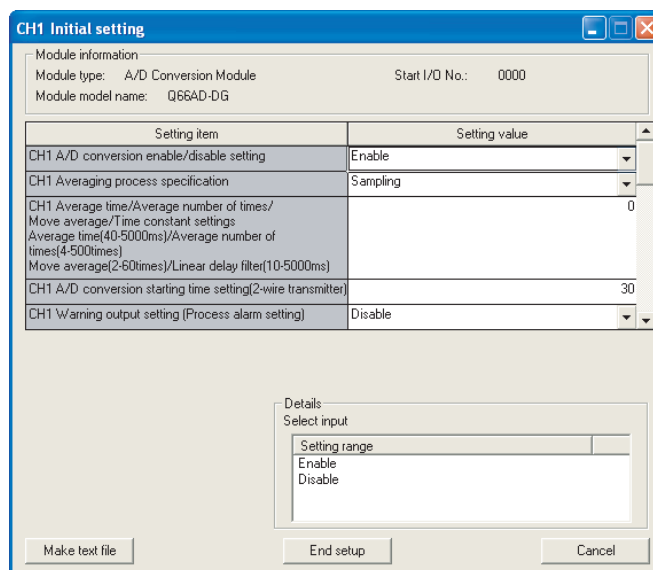 CH1 Initial setting
Module information
Module type: A/D Conversion Module Start I/O No.: 0000
Module model name: Q66AD-DG
Setting item Setting value
CH1 A/D conversion enable/disable setting Enable
CH1 Averaging process specification Sampling
CH1 Average time/Average number of times/ 0
Move average/Time constant settings
Average time(40-5000ms)/Average number of
times(4-500times)
Move average(2-60times)/Linear delay filter(10-5000ms)
CH1 A/D conversion starting time setting(2-wire transmitter) 30
CH1 Warning output setting (Process alarm setting) Disable
Details
Select input
Setting range
Enable
Disable
Make text file End setup Cancel